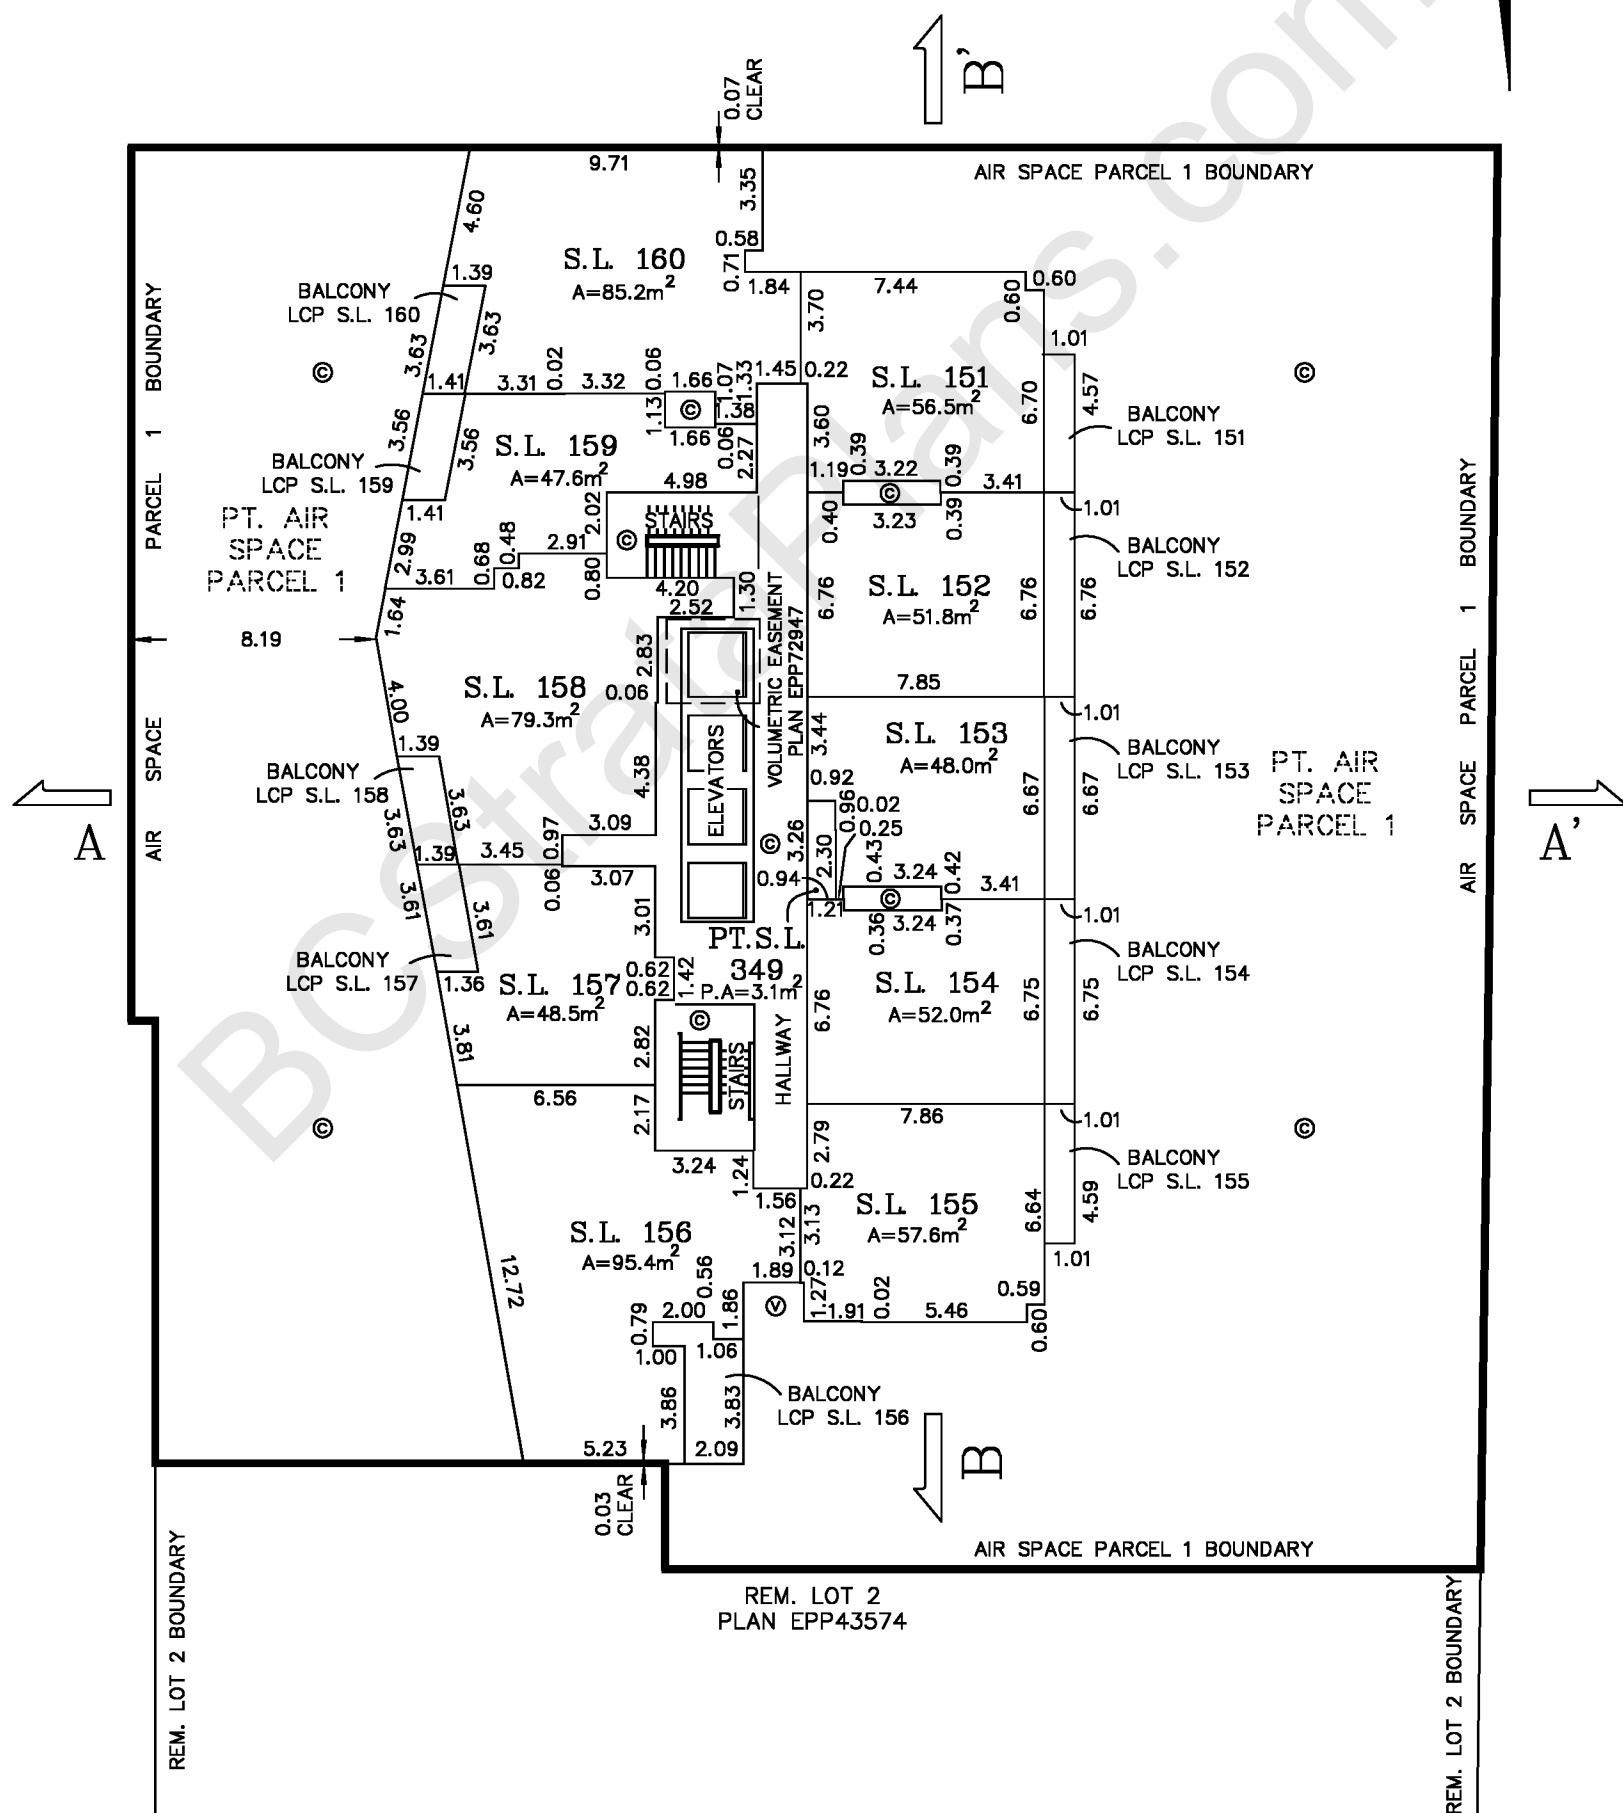 B'
0.07
CLEAR
AIR SPACE PARCEL 1 BOUNDARY
9.71
3.35
4.60
0.58
0.71
1.84
7.44
0.60
0.60
S.L. 160
A=85.2m²
1.39
BALCONY
LCP S.L. 160
3.63
3.63
3.70
1.01
AIR SPACE PARCEL 1 BOUNDARY
©
1.41
3.31
0.02
3.32
0.06
1.66
1.07
1.33
1.45
0.22
S.L. 151
A=56.5m²
6.70
4.57
©
BALCONY
LCP S.L. 151
1.13
©
1.38
1.66
0.06
2.27
3.60
3.56
3.56
S.L. 159
A=47.6m²
BALCONY
LCP S.L. 159
1.41
4.98
1.19
0.39
3.22
0.39
3.41
©
0.40
3.23
0.39
1.01
PT. AIR
SPACE
PARCEL 1
2.99
2.02
STAIRS
©
BALCONY
LCP S.L. 152
3.61
0.68
0.48
0.82
2.91
0.80
4.20
1.30
2.52
S.L. 152
A=51.8m²
6.76
6.76
6.76
1.64
8.19
2.83
VOLUMETRIC EASEMENT
PLAN EPP72947
S.L. 158
A=79.3m²
0.06
7.85
1.01
4.00
3.44
S.L. 153
A=48.0m²
BALCONY
LCP S.L. 153
1.39
BALCONY
LCP S.L. 158
4.38
ELEVATORS
0.92
6.67
6.67
PT. AIR
SPACE
PARCEL 1
AIR SPACE PARCEL 1 BOUNDARY
A
A'
3.63
3.63
3.09
0.97
©
3.26
2.30
0.96
0.02
0.25
0.43
3.24
0.42
1.39
3.45
0.06
3.07
0.94
1.21
©
3.41
0.36
3.24
0.37
1.01
3.61
3.61
3.01
PT.S.L.
349
P.A=3.1m²
BALCONY
LCP S.L. 154
BALCONY
LCP S.L. 157
1.36
S.L. 157
A=48.5m²
0.62
0.62
1.42
S.L. 154
A=52.0m²
6.76
6.75
6.75
©
3.81
2.82
STAIRS
HALLWAY
6.56
2.17
7.86
1.01
©
©
2.79
BALCONY
LCP S.L. 155
3.24
1.24
0.22
1.56
S.L. 155
A=57.6m²
6.64
4.59
3.12
3.13
S.L. 156
A=95.4m²
1.01
12.72
0.56
1.89
0.12
Ⓥ
1.27
1.91
0.02
5.46
0.59
0.60
0.79
2.00
1.86
1.00
1.06
3.86
3.83
BALCONY
LCP S.L. 156
5.23
2.09
0.03
CLEAR
B
AIR SPACE PARCEL 1 BOUNDARY
REM. LOT 2
PLAN EPP43574
REM. LOT 2 BOUNDARY
REM. LOT 2 BOUNDARY
BCStrataPlans.com